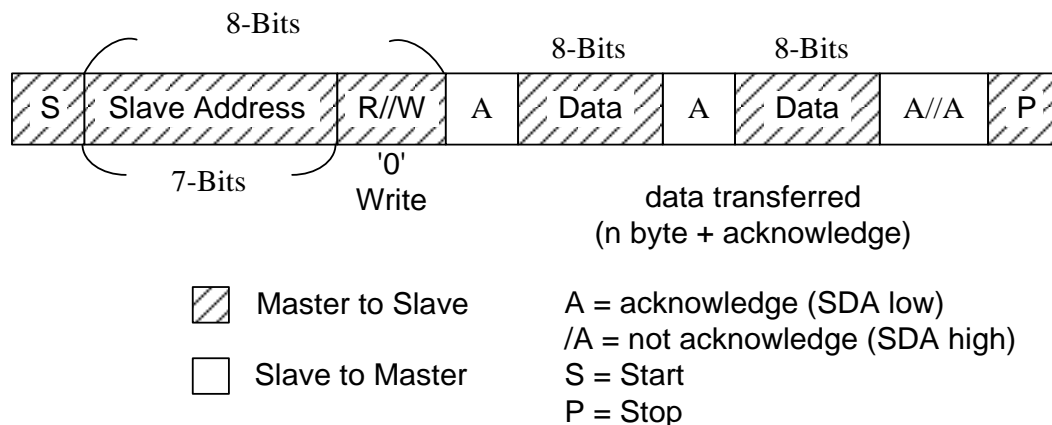 8-Bits
8-Bits
8-Bits
S Slave Address R//W A Data A Data A//A P
7-Bits
'0'
Write
data transferred
(n byte + acknowledge)
Master to Slave
Slave to Master
A = acknowledge (SDA low)
/A = not acknowledge (SDA high)
S = Start
P = Stop